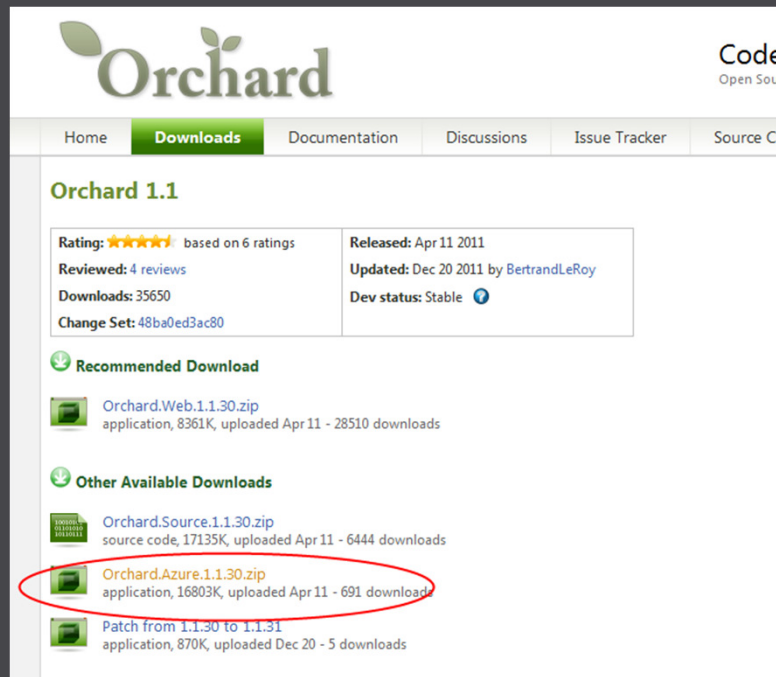 Orchard
Code
Open Sou
Home Downloads Documentation Discussions Issue Tracker Source C
Orchard 1.1
Rating: based on 6 ratings
Released: Apr 11 2011
Reviewed: 4 reviews
Updated: Dec 20 2011 by BertrandLeRoy
Downloads: 35650
Dev status: Stable ?
Change Set: 48ba0ed3ac80
Recommended Download
Orchard.Web.1.1.30.zip
application, 8361K, uploaded Apr 11 - 28510 downloads
Other Available Downloads
Orchard.Source.1.1.30.zip
source code, 17135K, uploaded Apr 11 - 6444 downloads
Orchard.Azure.1.1.30.zip
application, 16803K, uploaded Apr 11 - 691 downloads
Patch from 1.1.30 to 1.1.31
application, 870K, uploaded Dec 20 - 5 downloads